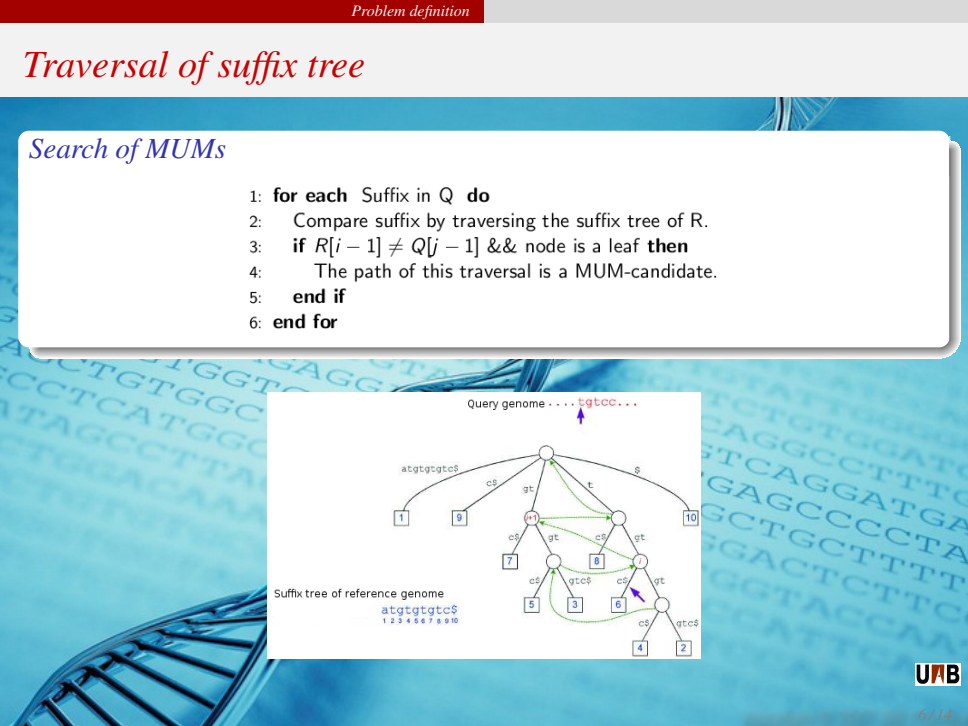 Problem definition
Traversal of suffix tree
Search of MUMs
1: for each Suffix in Q do
2: Compare suffix by traversing the suffix tree of R.
3: if R[i − 1] ≠ Q[j − 1] && node is a leaf then
4: The path of this traversal is a MUM-candidate.
5: end if
6: end for
Query genome ....tgtcc...
atgtgtgtc$
c$
gt
t
$
1
9
i+1
10
c$
gt
c$
gt
7
8
i
c$
gtc$
c$
gt
5
3
6
c$
gtc$
4
2
Suffix tree of reference genome
atgtgtgtc$
1 2 3 4 5 6 7 8 9 10
UAB
6 / 14